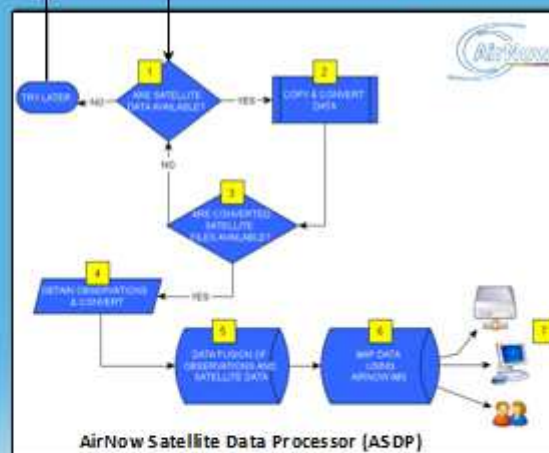 AirNow
1
2
TRY LATER
NO
ARE SATELLITE
DATA AVAILABLE?
YES
COPY & CONVERT
DATA
NO
3
ARE CONVERTED
SATELLITE
FILES AVAILABLE?
4
OBTAIN OBSERVATIONS
& CONVERT
YES
5
6
7
DATA FUSION OF
OBSERVATIONS AND
SATELLITE DATA
MAP DATA
USING
AIRNOW IMS
AirNow Satellite Data Processor (ASDP)